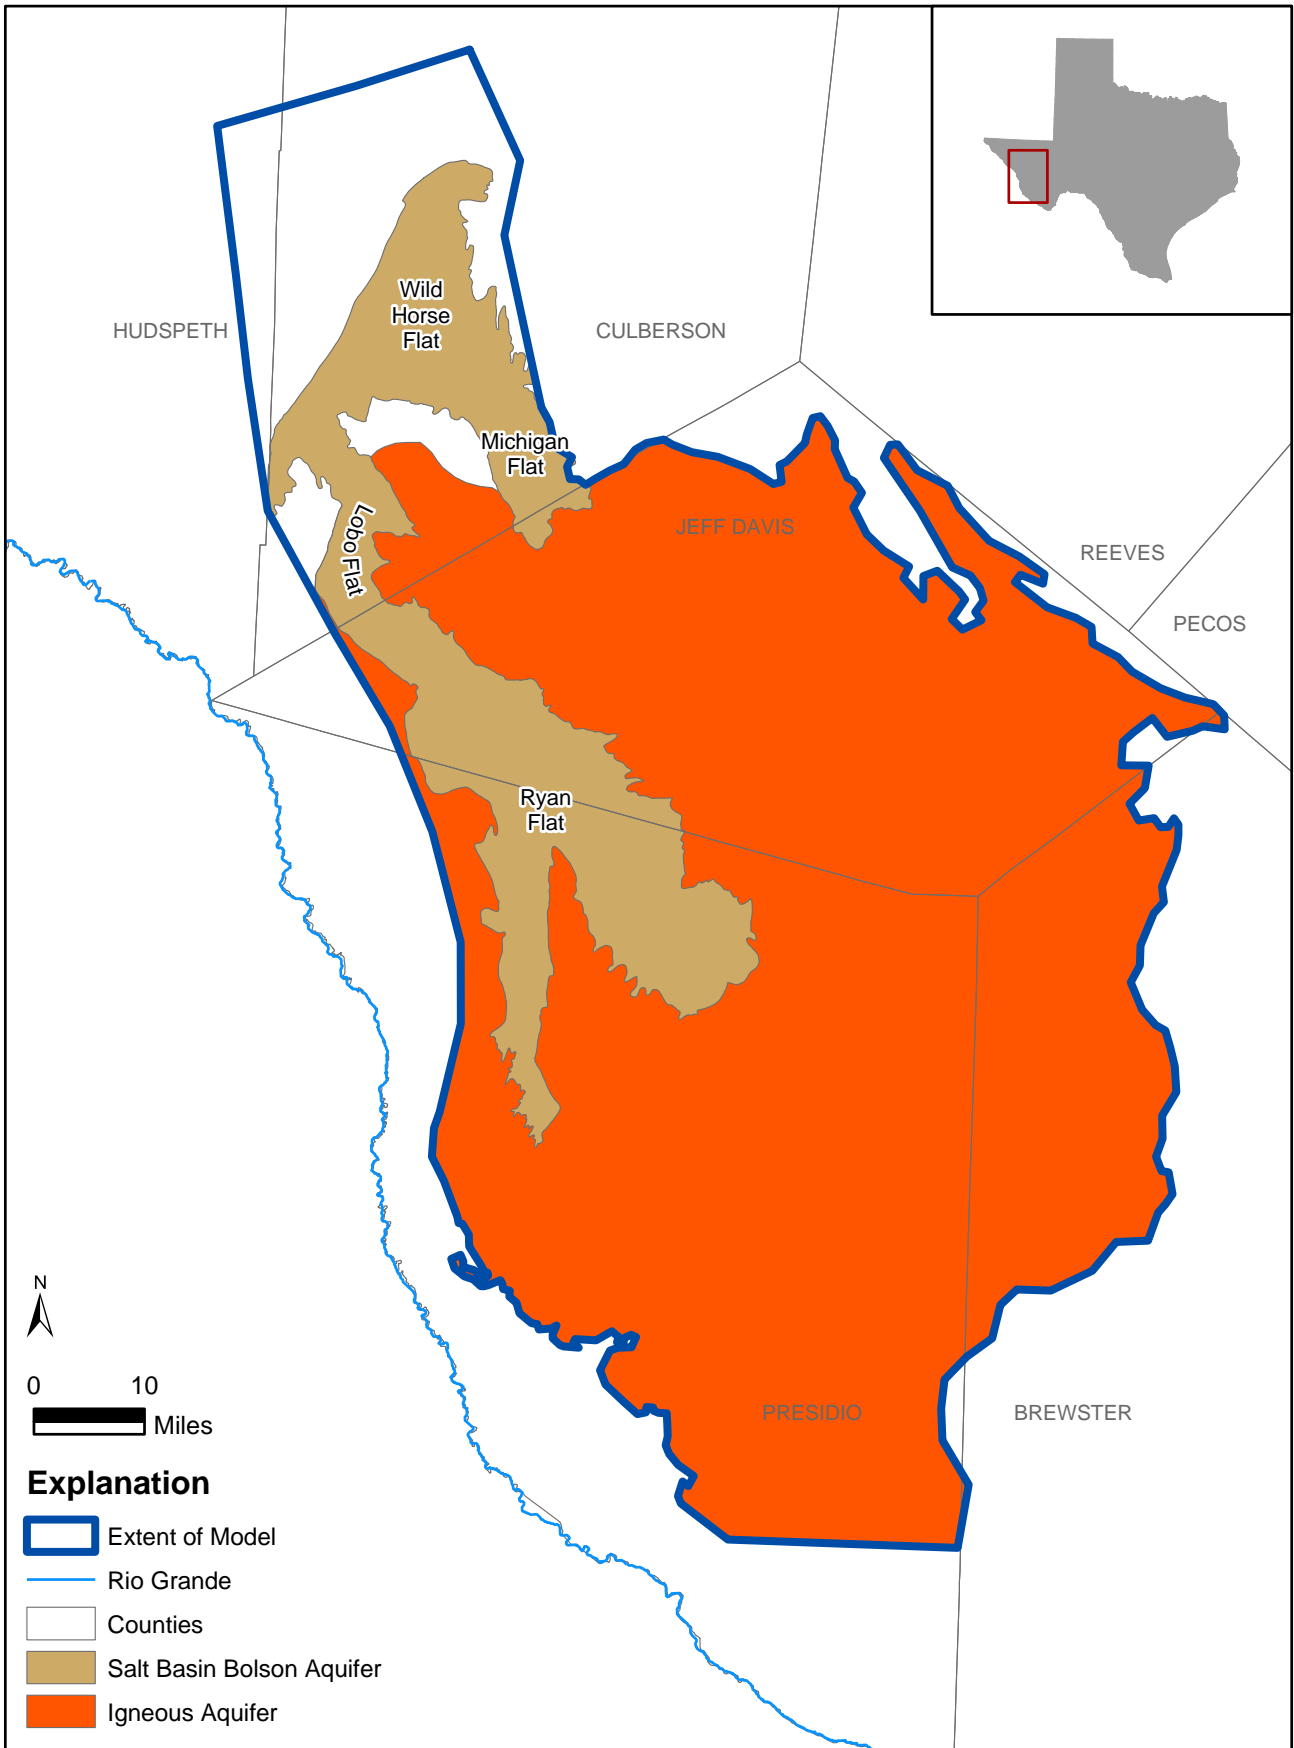 Wild
Horse
Flat
HUDSPETH
CULBERSON
Michigan
Flat
Lobo Flat
JEFF DAVIS
REEVES
PECOS
Ryan
Flat
N
0 10
Miles
PRESIDIO
BREWSTER
Explanation
Extent of Model
Rio Grande
Counties
Salt Basin Bolson Aquifer
Igneous Aquifer